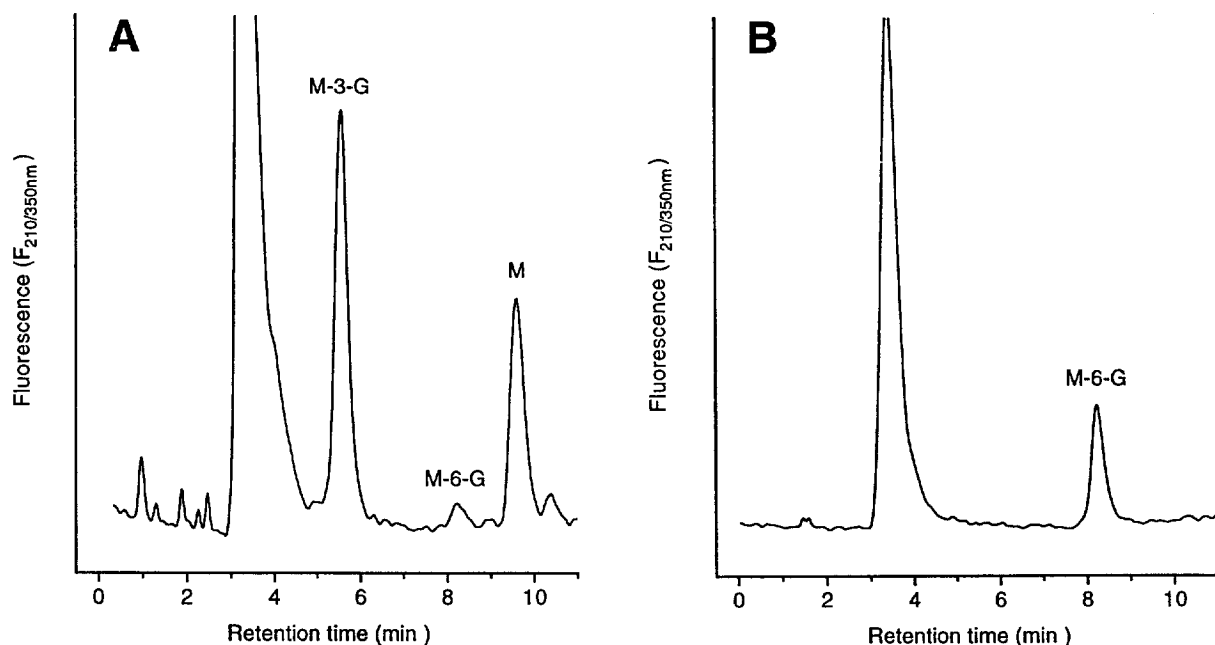 A
M-3-G
M
M-6-G
Fluorescence (F210/350nm)
0 2 4 6 8 10
Retention time (min )
B
M-6-G
Fluorescence (F210/350nm)
0 2 4 6 8 10
Retention time (min )